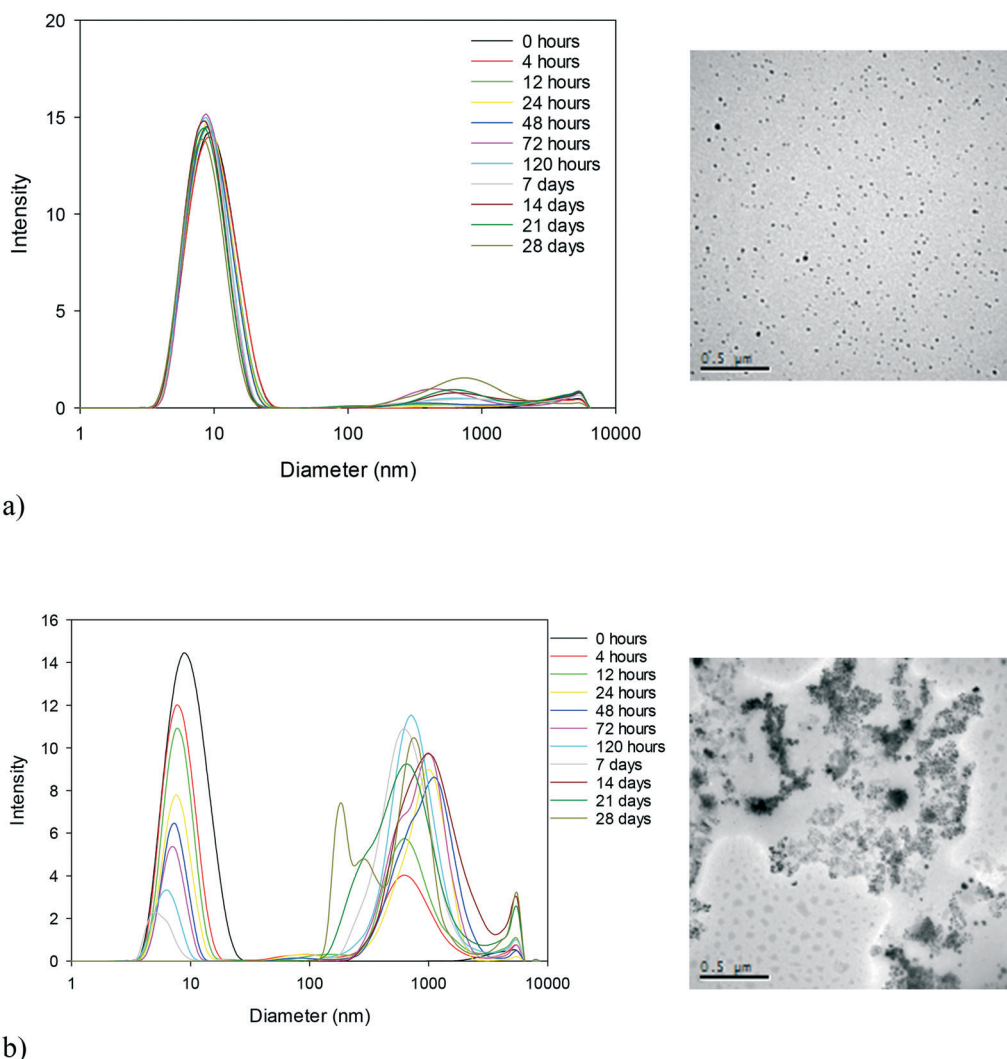 20
15
10
5
0
Intensity
1
10
100
1000
10000
Diameter (nm)
0 hours
4 hours
12 hours
24 hours
48 hours
72 hours
120 hours
7 days
14 days
21 days
28 days
0.5 µm
a)
16
14
12
10
8
6
4
2
0
Intensity
1
10
100
1000
10000
Diameter (nm)
0 hours
4 hours
12 hours
24 hours
48 hours
72 hours
120 hours
7 days
14 days
21 days
28 days
0.5 µm
b)